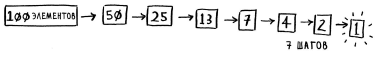 100 ЭЛЕМЕНТОВ → 50 → 25 → 13 → 7 → 4 → 2 → 1
7 ШАГОВ